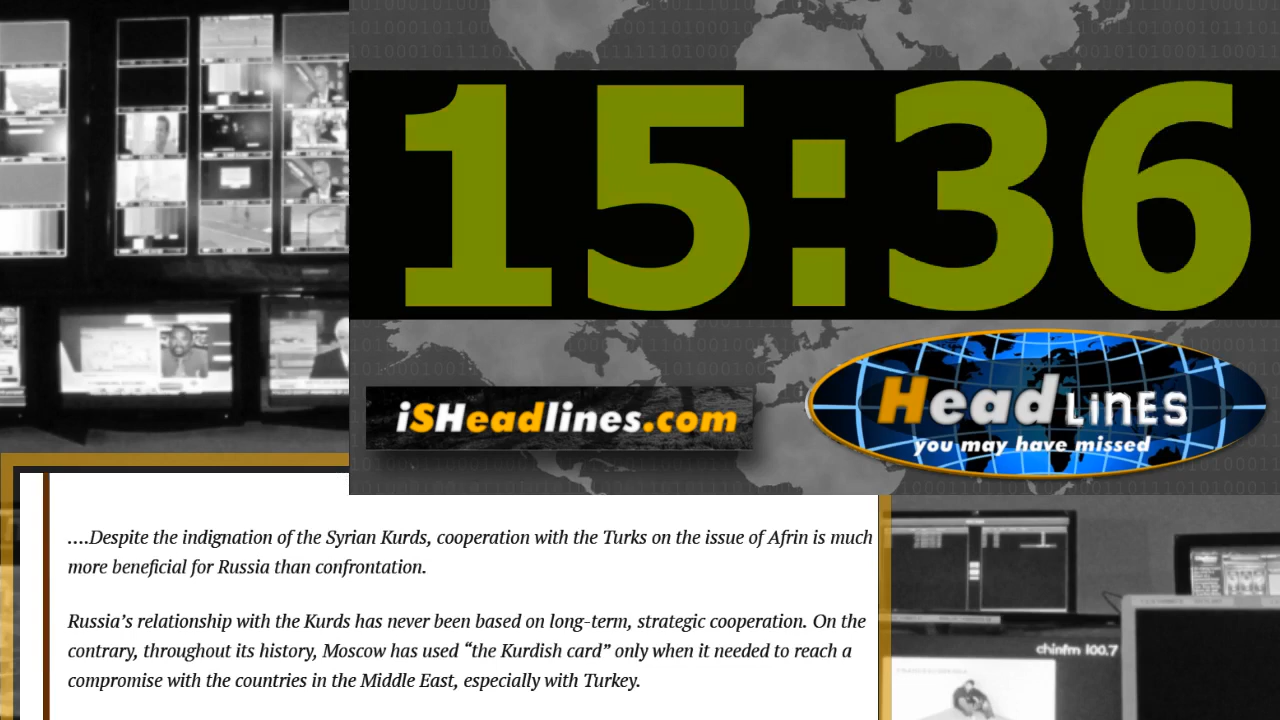 15:36
iSHeadlines.com
HeadLiNES
you may have missed
....Despite the indignation of the Syrian Kurds, cooperation with the Turks on the issue of Afrin is much
more beneficial for Russia than confrontation.
Russia’s relationship with the Kurds has never been based on long-term, strategic cooperation. On the
contrary, throughout its history, Moscow has used “the Kurdish card” only when it needed to reach a
compromise with the countries in the Middle East, especially with Turkey.
chinfm 100.7